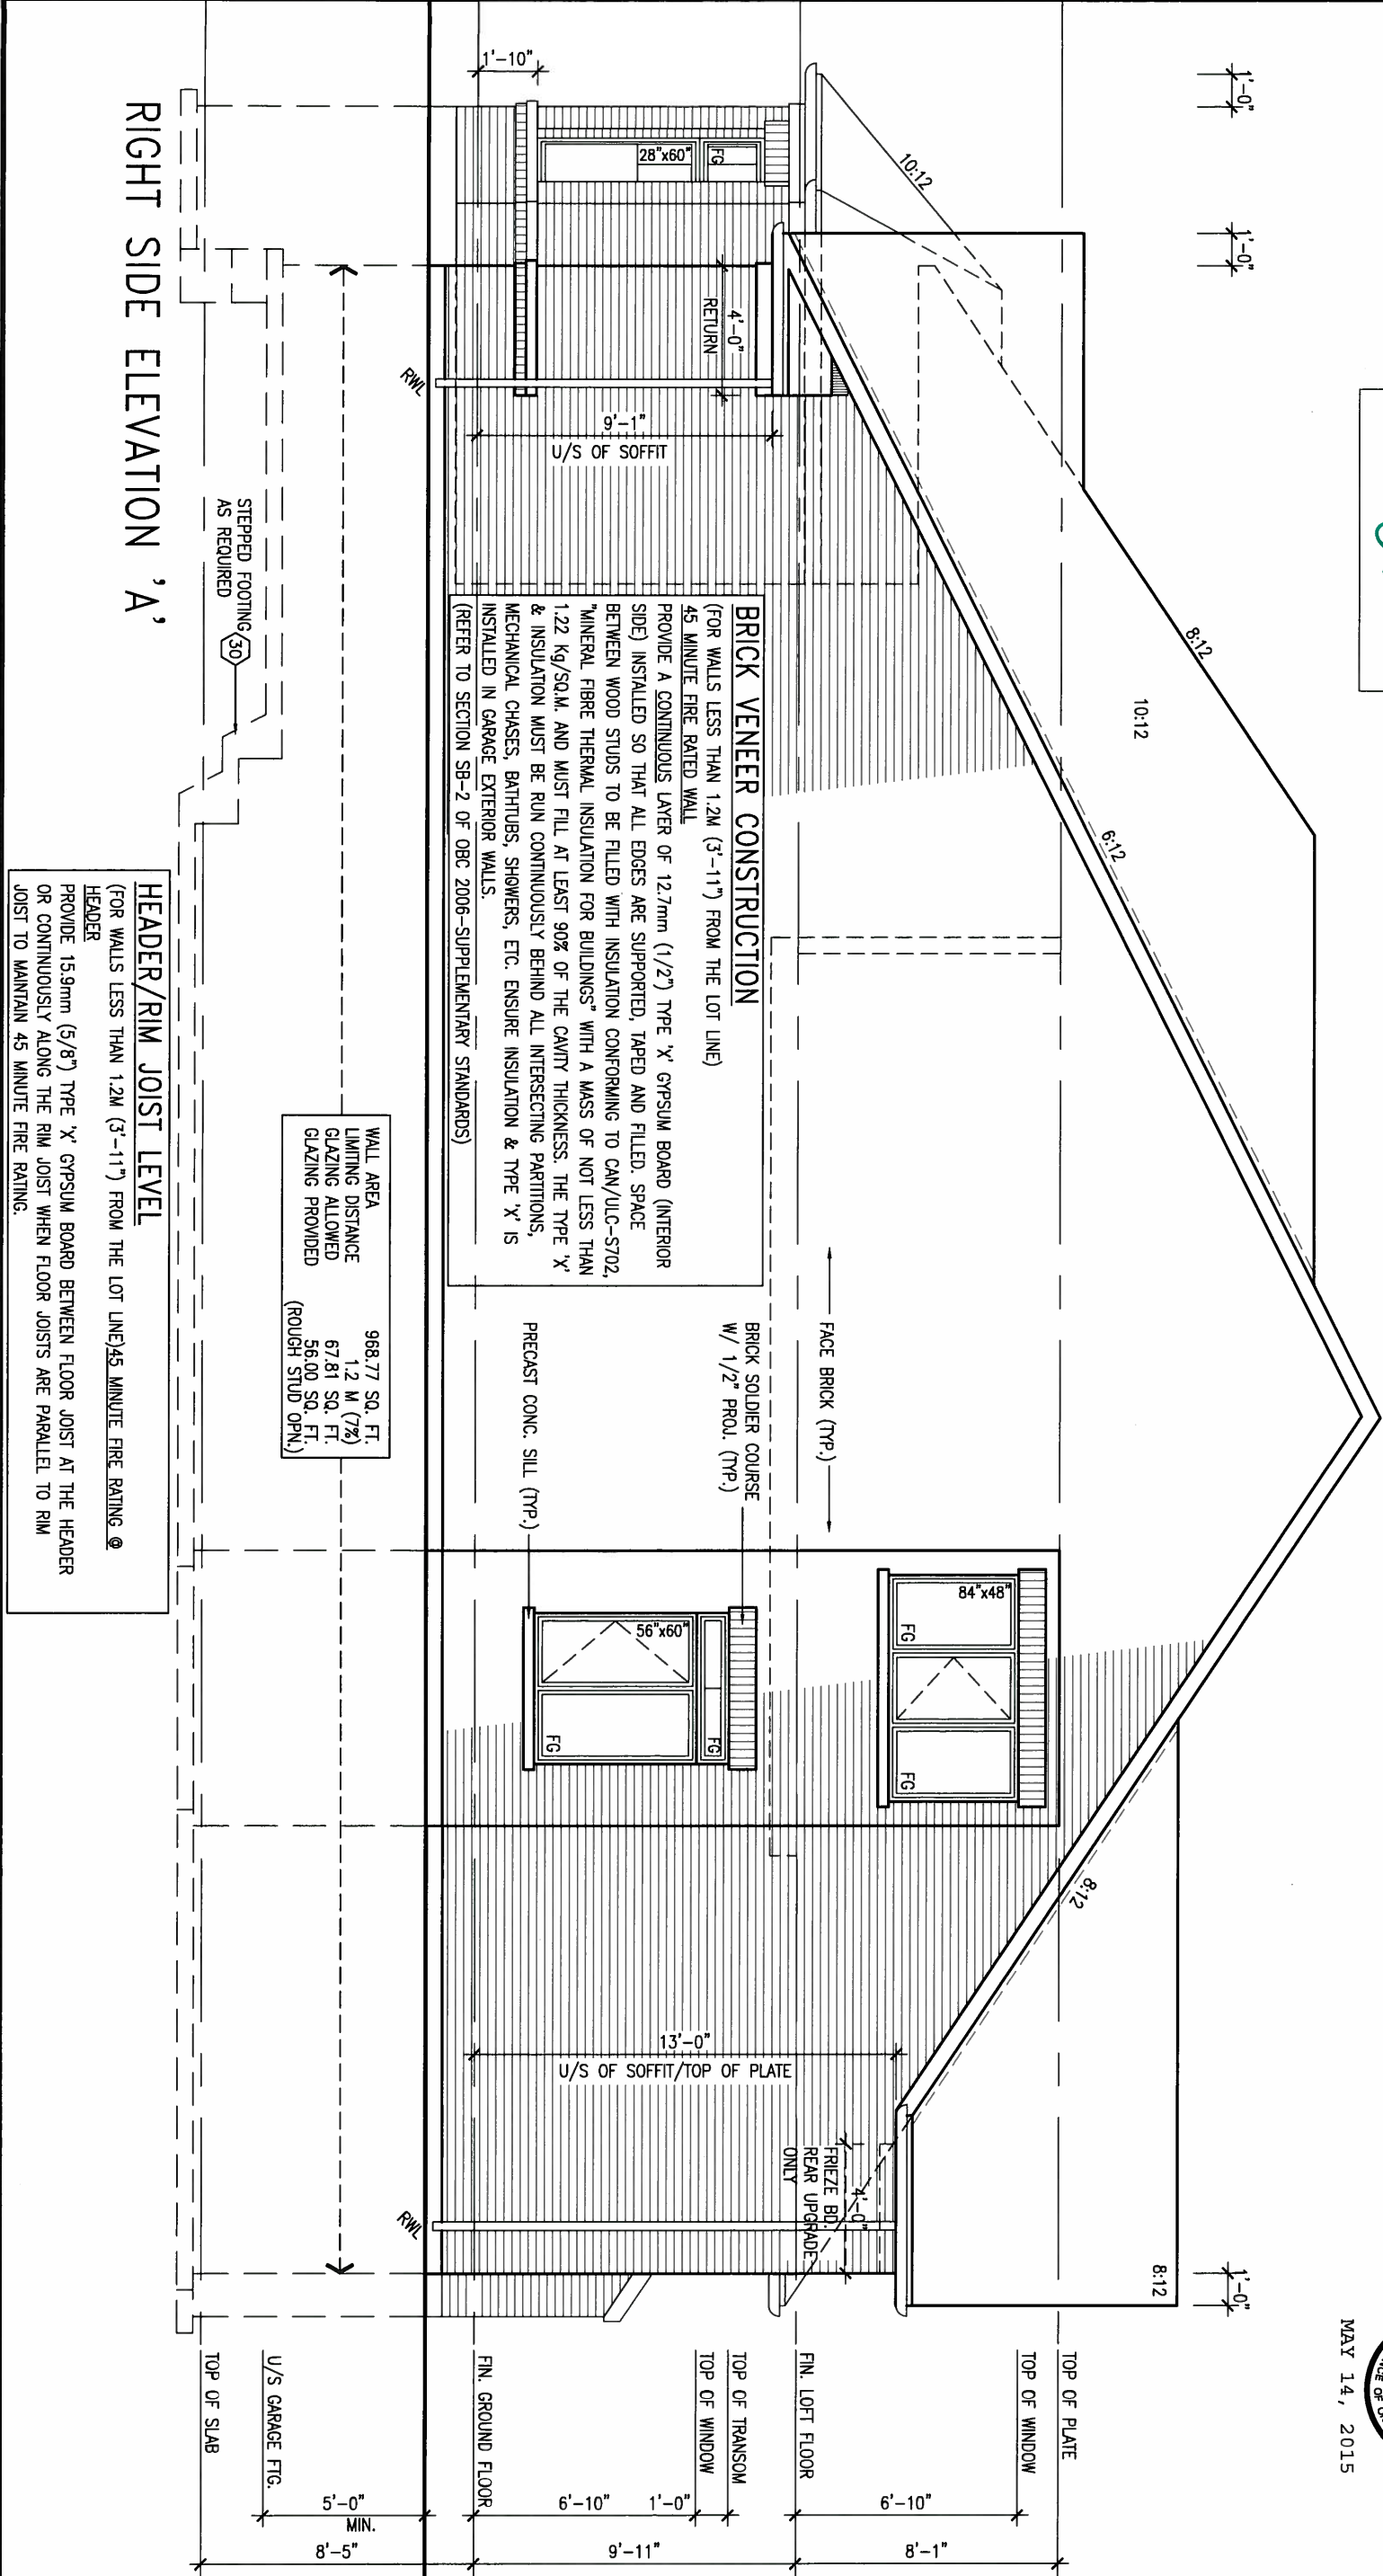 1'-0"
1'-0"
1'-0"
MAY 14, 2015
10:12
8:12
10:12
6:12
8:12
8:12
TOP OF PLATE
TOP OF WINDOW
FIN. LOFT FLOOR
TOP OF TRANSOM
TOP OF WINDOW
FIN. GROUND FLOOR
U/S GARAGE FTG.
TOP OF SLAB
8'-1"
6'-10"
9'-11"
1'-0"
6'-10"
8'-5"
5'-0"
MIN.
1'-10"
28"x60"
FG
4'-0"
RETURN
RWL
9'-1"
U/S OF SOFFIT
BRICK VENEER CONSTRUCTION
(FOR WALLS LESS THAN 1.2M (3'-11") FROM THE LOT LINE)
45 MINUTE FIRE RATED WALL
PROVIDE A CONTINUOUS LAYER OF 12.7mm (1/2") TYPE 'X' GYPSUM BOARD (INTERIOR
SIDE) INSTALLED SO THAT ALL EDGES ARE SUPPORTED, TAPED AND FILLED. SPACE
BETWEEN WOOD STUDS TO BE FILLED WITH INSULATION CONFORMING TO CAN/ULC-S702,
"MINERAL FIBRE THERMAL INSULATION FOR BUILDINGS" WITH A MASS OF NOT LESS THAN
1.22 Kg/SQ.M. AND MUST FILL AT LEAST 90% OF THE CAVITY THICKNESS. THE TYPE 'X'
& INSULATION MUST BE RUN CONTINUOUSLY BEHIND ALL INTERSECTING PARTITIONS,
MECHANICAL CHASES, BATHTUBS, SHOWERS, ETC. ENSURE INSULATION & TYPE 'X' IS
INSTALLED IN GARAGE EXTERIOR WALLS.
(REFER TO SECTION SB-2 OF OBC 2006-SUPPLEMENTARY STANDARDS)
FACE BRICK (TYP.)
BRICK SOLDIER COURSE
W/ 1/2" PROJ. (TYP.)
PRECAST CONC. SILL (TYP.)
84"x48"
FG
FG
56"x60"
FG
FG
13'-0"
U/S OF SOFFIT/TOP OF PLATE
4'-0"
FRIEZE BD.
REAR UPGRADE
ONLY
RWL
WALL AREA 968.77 SQ. FT.
LIMITING DISTANCE 1.2 M (7%)
GLAZING ALLOWED 67.81 SQ. FT.
GLAZING PROVIDED 56.00 SQ. FT.
(ROUGH STUD OPN.)
STEPPED FOOTING
AS REQUIRED
30
RIGHT SIDE ELEVATION 'A'
HEADER/RIM JOIST LEVEL
(FOR WALLS LESS THAN 1.2M (3'-11") FROM THE LOT LINE)45 MINUTE FIRE RATING @
HEADER
PROVIDE 15.9mm (5/8") TYPE 'X' GYPSUM BOARD BETWEEN FLOOR JOIST AT THE HEADER
OR CONTINUOUSLY ALONG THE RIM JOIST WHEN FLOOR JOISTS ARE PARALLEL TO RIM
JOIST TO MAINTAIN 45 MINUTE FIRE RATING.